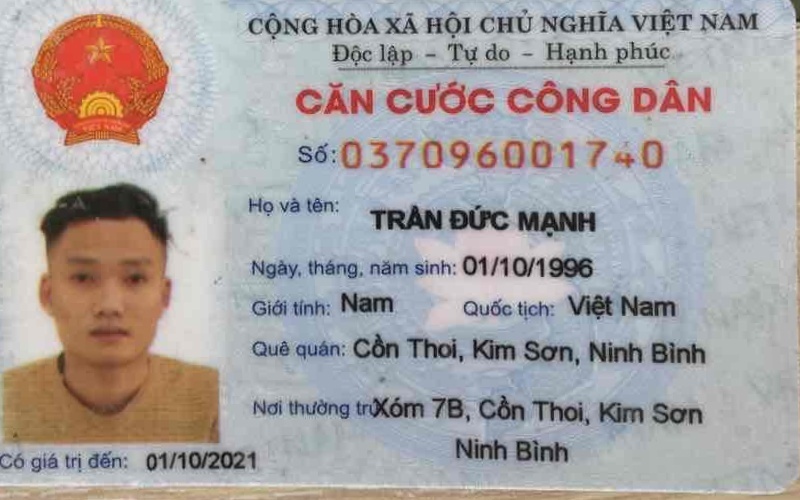 CỘNG HÒA XÃ HỘI CHỦ NGHĨA VIỆT NAM
Độc lập - Tự do - Hạnh phúc
CĂN CƯỚC CÔNG DÂN
Số: 037096001740
Họ và tên: TRẦN ĐỨC MẠNH
Ngày, tháng, năm sinh: 01/10/1996
Giới tính: Nam Quốc tịch: Việt Nam
Quê quán: Cồn Thoi, Kim Sơn, Ninh Bình
Nơi thường trú: Xóm 7B, Cồn Thoi, Kim Sơn
Ninh Bình
Có giá trị đến: 01/10/2021